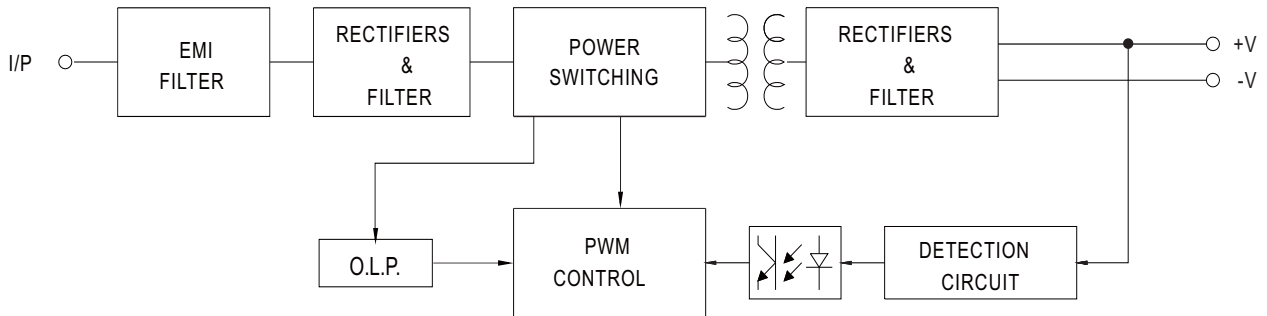 I/P
EMI
FILTER
RECTIFIERS
&
FILTER
POWER
SWITCHING
RECTIFIERS
&
FILTER
+V
-V
O.L.P.
PWM
CONTROL
DETECTION
CIRCUIT